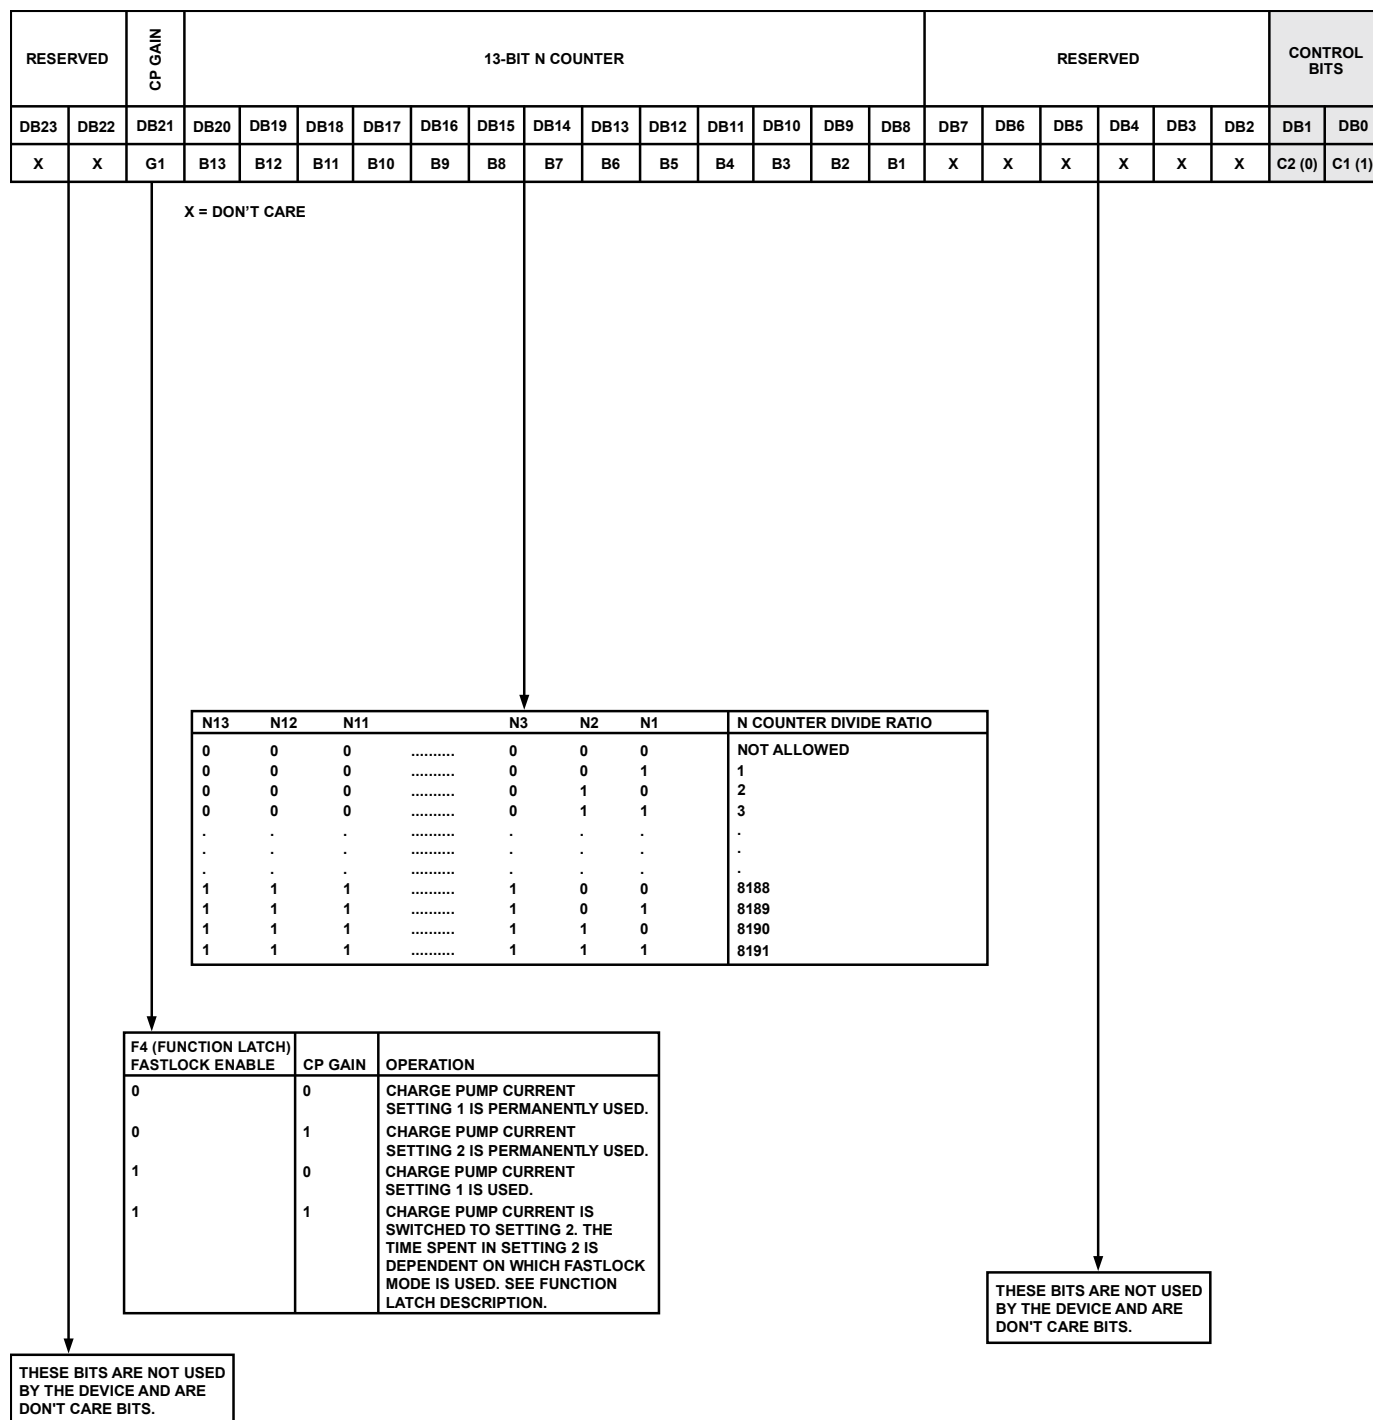 RESERVED CP GAIN 13-BIT N COUNTER RESERVED CONTROL
BITS
DB23 DB22 DB21 DB20 DB19 DB18 DB17 DB16 DB15 DB14 DB13 DB12 DB11 DB10 DB9 DB8 DB7 DB6 DB5 DB4 DB3 DB2 DB1 DB0
X X G1 B13 B12 B11 B10 B9 B8 B7 B6 B5 B4 B3 B2 B1 X X X X X X C2 (0) C1 (1)
X = DON'T CARE
N13 N12 N11 N3 N2 N1 N COUNTER DIVIDE RATIO
0 0 0 .......... 0 0 0 NOT ALLOWED
0 0 0 .......... 0 0 1 1
0 0 0 .......... 0 1 0 2
0 0 0 .......... 0 1 1 3
. . . .......... . . . .
. . . .......... . . . .
. . . .......... . . . .
1 1 1 .......... 1 0 0 8188
1 1 1 .......... 1 0 1 8189
1 1 1 .......... 1 1 0 8190
1 1 1 .......... 1 1 1 8191
F4 (FUNCTION LATCH)
FASTLOCK ENABLE CP GAIN OPERATION
0 0 CHARGE PUMP CURRENT
SETTING 1 IS PERMANENTLY USED.
0 1 CHARGE PUMP CURRENT
SETTING 2 IS PERMANENTLY USED.
1 0 CHARGE PUMP CURRENT
SETTING 1 IS USED.
1 1 CHARGE PUMP CURRENT IS
SWITCHED TO SETTING 2. THE
TIME SPENT IN SETTING 2 IS
DEPENDENT ON WHICH FASTLOCK
MODE IS USED. SEE FUNCTION
LATCH DESCRIPTION.
THESE BITS ARE NOT USED
BY THE DEVICE AND ARE
DON'T CARE BITS.
THESE BITS ARE NOT USED
BY THE DEVICE AND ARE
DON'T CARE BITS.